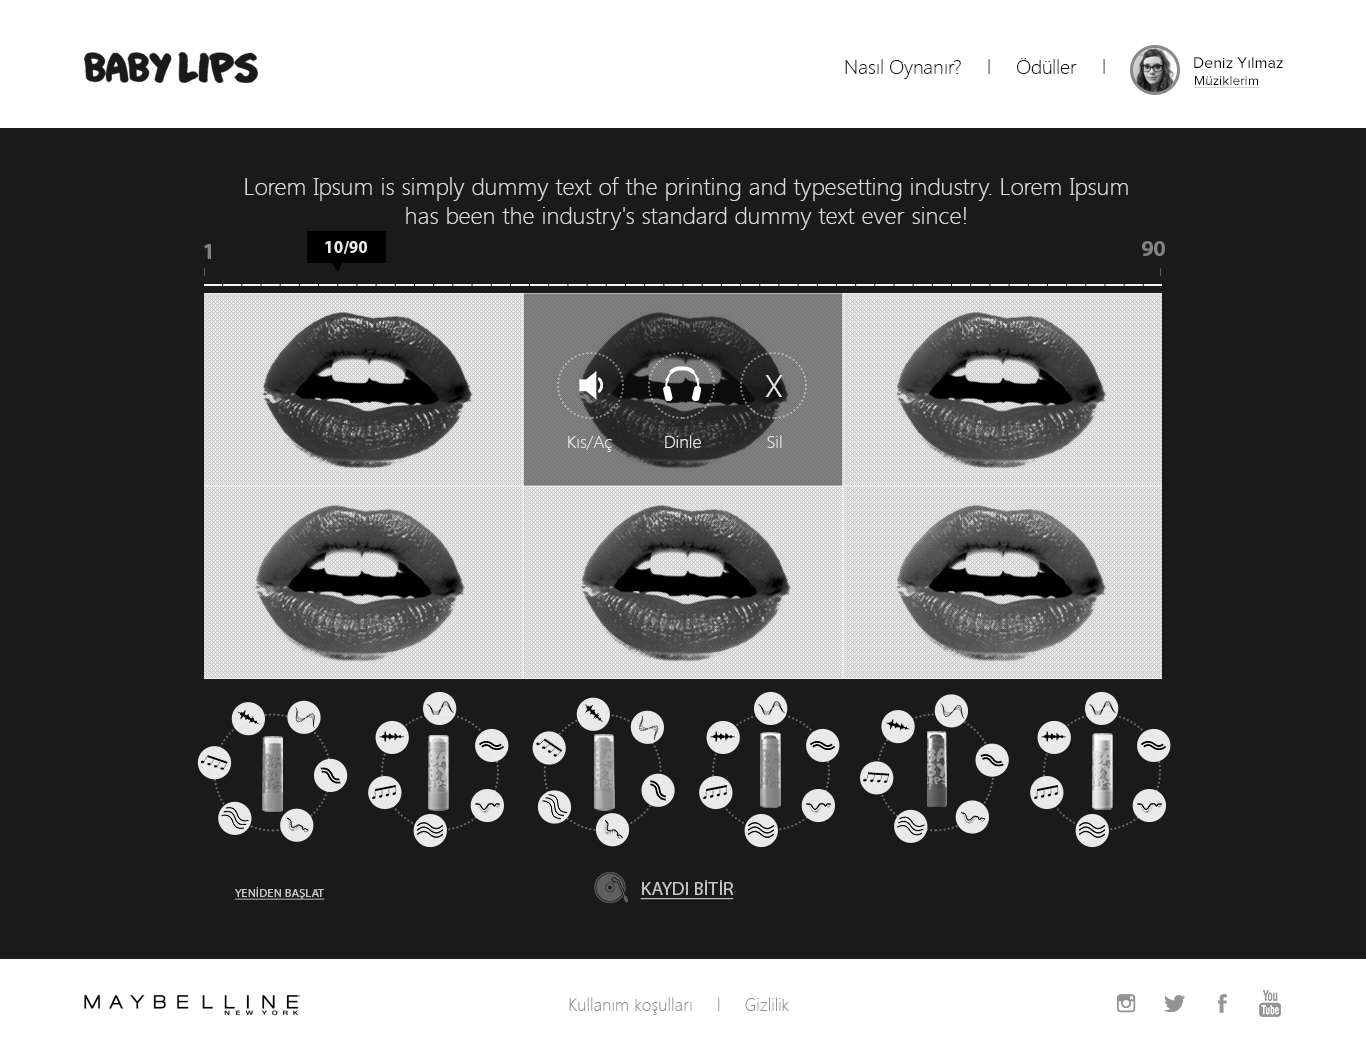 BABY LIPS
Nasıl Oynanır? | Ödüller |
Deniz Yılmaz
Müziklerim
Lorem Ipsum is simply dummy text of the printing and typesetting industry. Lorem Ipsum
has been the industry's standard dummy text ever since!
1
10/90
90
X
Kıs/Aç
Dinle
Sil
YENİDEN BAŞLAT
KAYDI BİTİR
MAYBELLINE
NEW YORK
Kullanım koşulları | Gizlilik
You
Tube